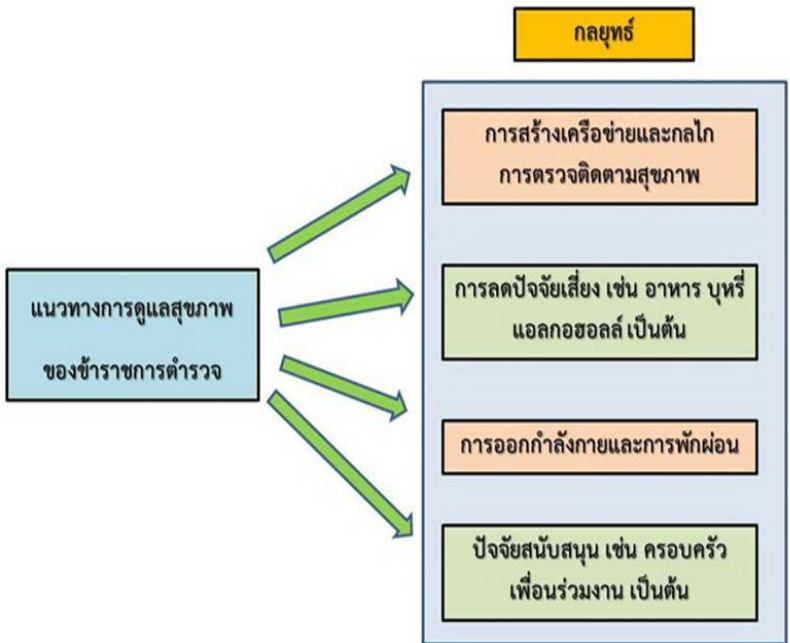 กลยุทธ์
การสร้างเครือข่ายและกลไก
การตรวจติดตามสุขภาพ
แนวทางการดูแลสุขภาพ
ของข้าราชการตำรวจ
การลดปัจจัยเสี่ยง เช่น อาหาร บุหรี่
แอลกอฮอลล์ เป็นต้น
การออกกำลังกายและการพักผ่อน
ปัจจัยสนับสนุน เช่น ครอบครัว
เพื่อนร่วมงาน เป็นต้น